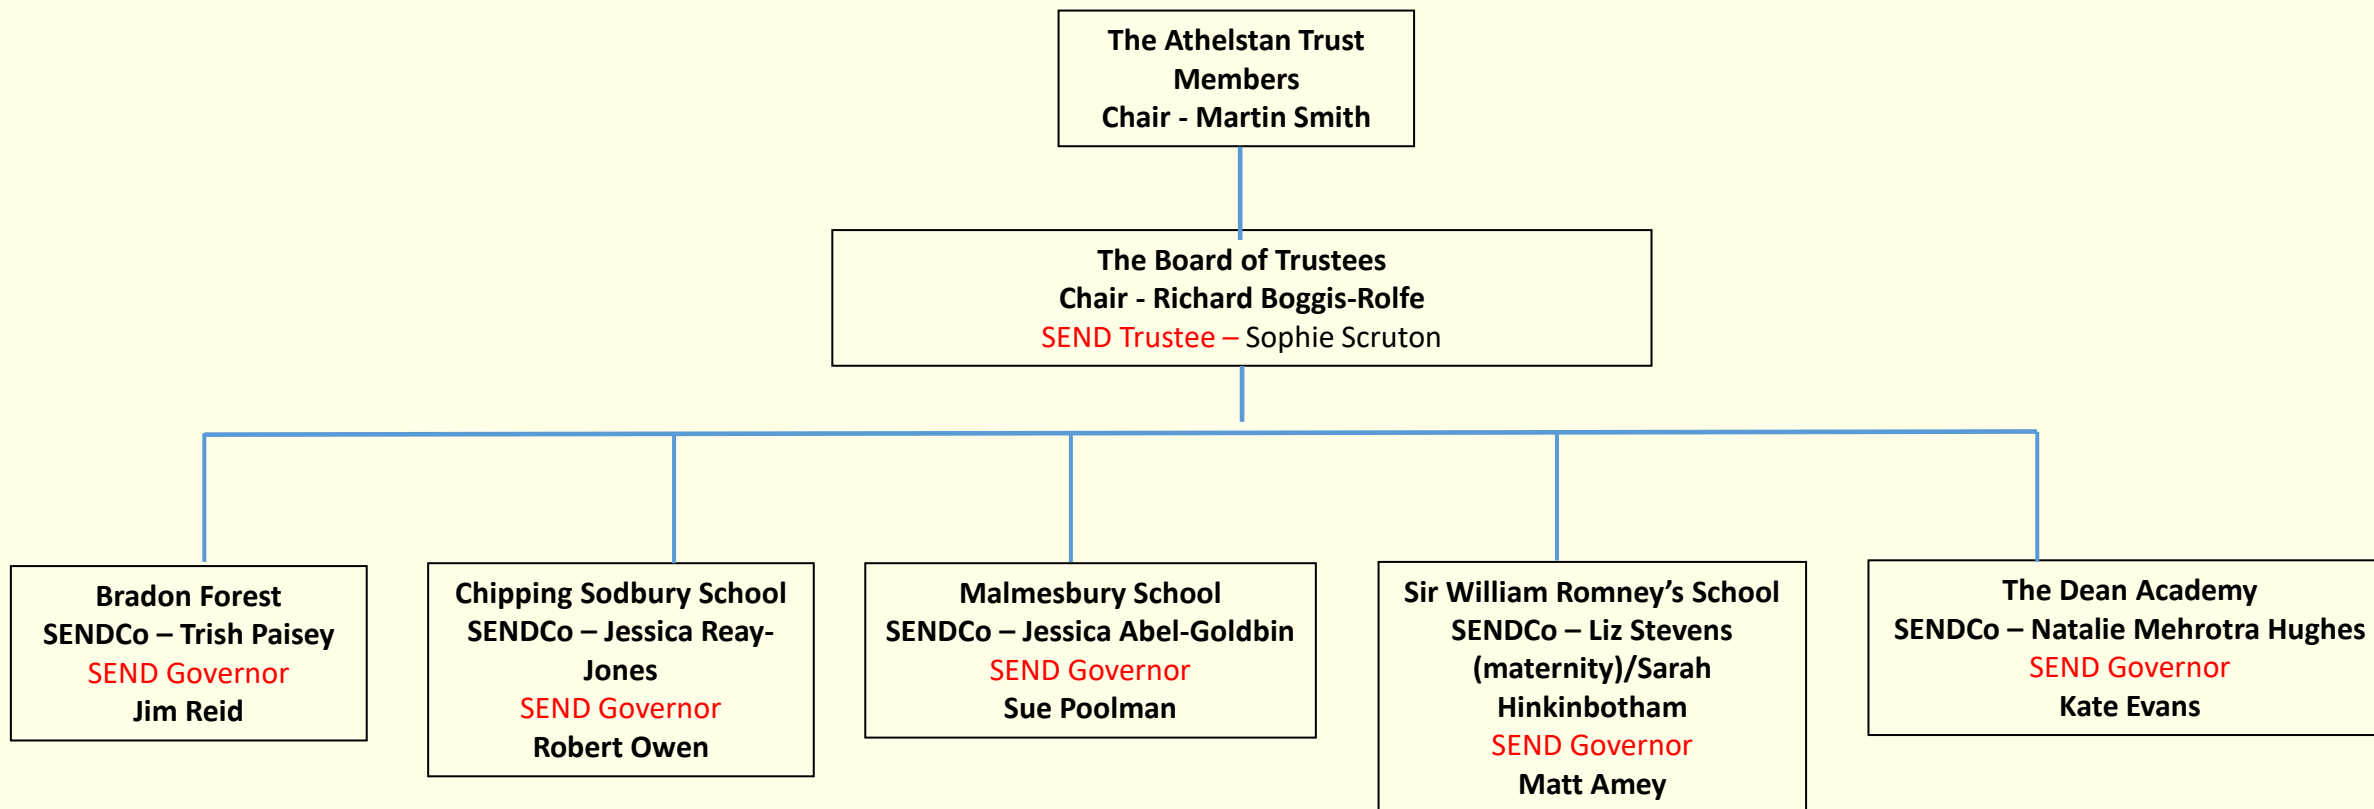 The Athelstan Trust
Members
Chair - Martin Smith
The Board of Trustees
Chair - Richard Boggis-Rolfe
SEND Trustee – Sophie Scruton
Bradon Forest
SENDCo – Trish Paisey
SEND Governor
Jim Reid
Chipping Sodbury School
SENDCo – Jessica Reay-
Jones
SEND Governor
Robert Owen
Malmesbury School
SENDCo – Jessica Abel-Goldbin
SEND Governor
Sue Poolman
Sir William Romney’s School
SENDCo – Liz Stevens
(maternity)/Sarah
Hinkinbotham
SEND Governor
Matt Amey
The Dean Academy
SENDCo – Natalie Mehrotra Hughes
SEND Governor
Kate Evans